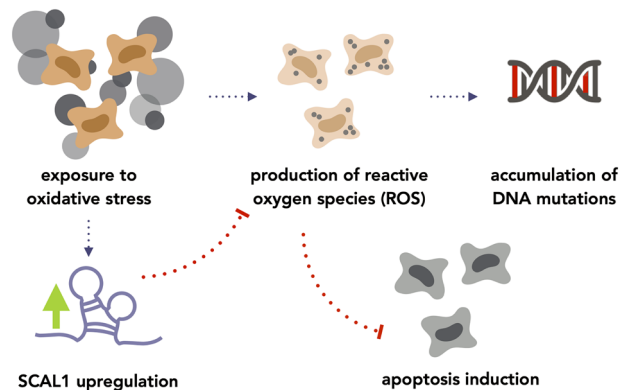 exposure to
oxidative stress
production of reactive
oxygen species (ROS)
accumulation of
DNA mutations
SCAL1 upregulation
apoptosis induction